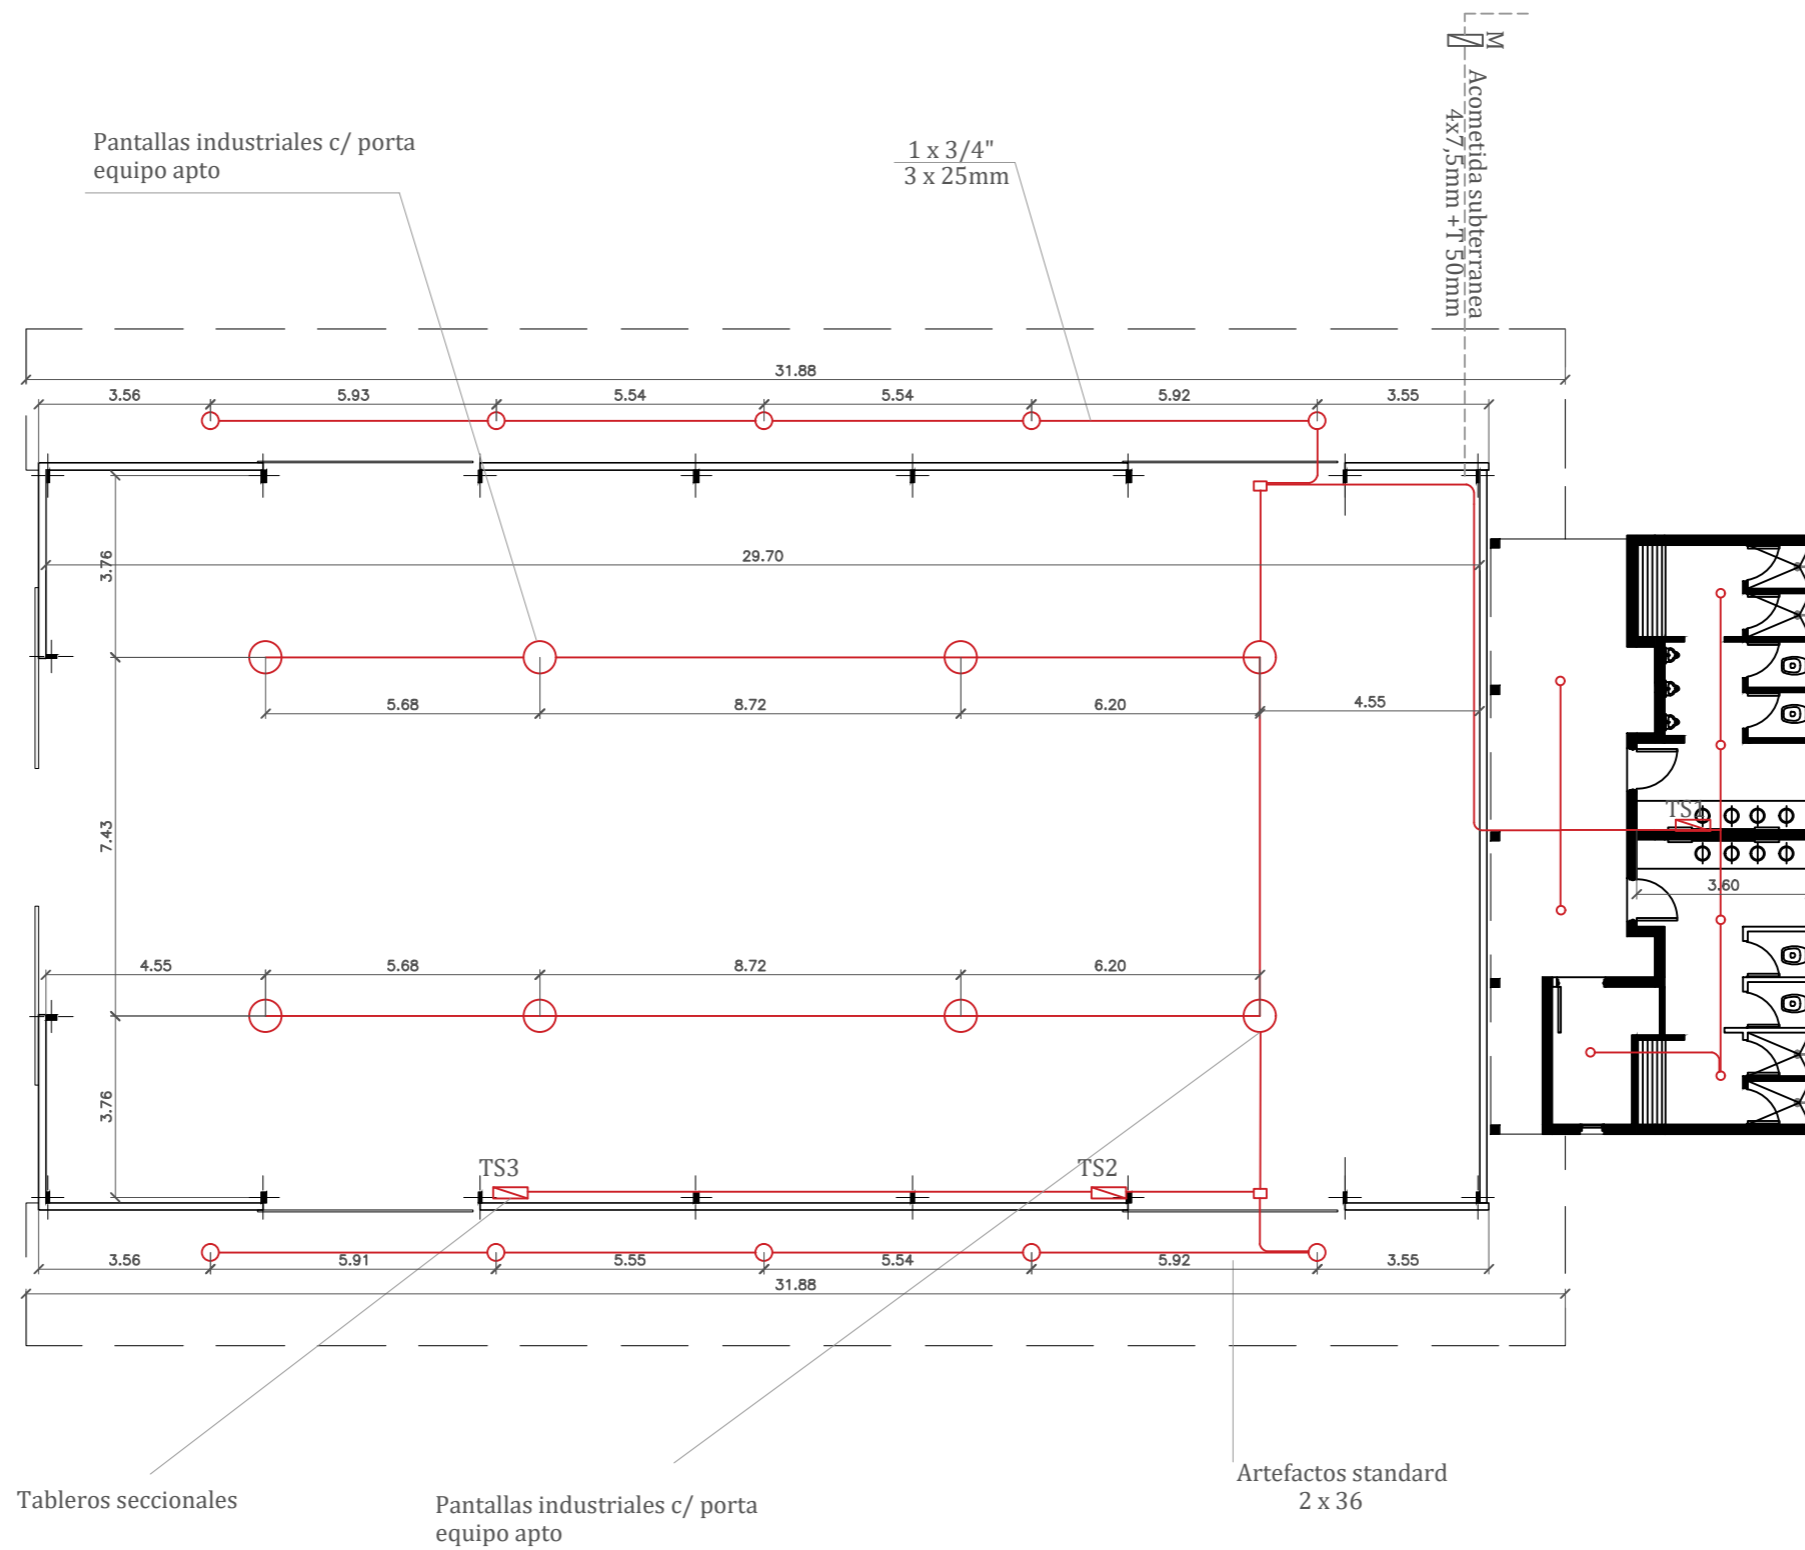 M
Acometida subterranea
4x7,5mm +T 50mm
Pantallas industriales c/ porta
equipo apto
1 x 3/4"
3 x 25mm
31.88
3.56
5.93
5.54
5.54
5.92
3.55
3.76
29.70
5.68
8.72
6.20
4.55
7.43
TS1
3.60
4.55
5.68
8.72
6.20
3.76
TS3
TS2
3.56
5.91
5.55
5.54
5.92
3.55
31.88
Tableros seccionales
Pantallas industriales c/ porta
equipo apto
Artefactos standard
2 x 36